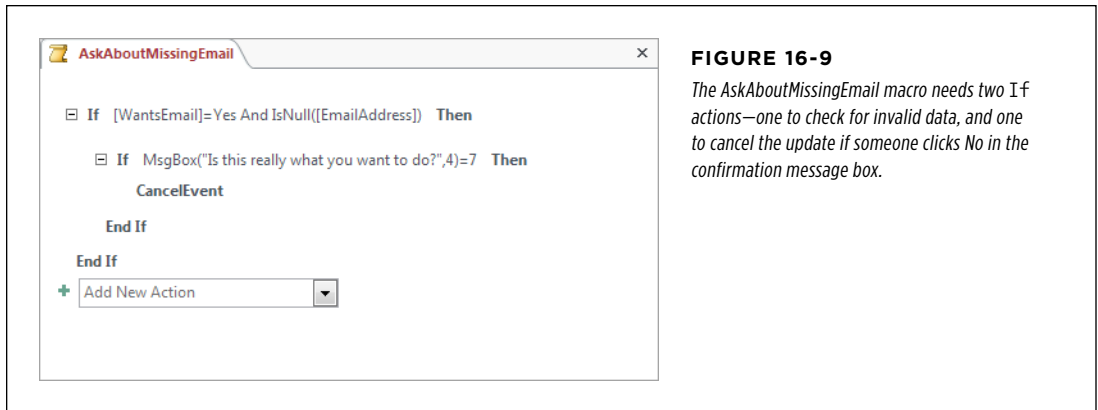 AskAboutMissingEmail
If [WantsEmail]=Yes And IsNull([EmailAddress]) Then
If MsgBox("Is this really what you want to do?",4)=7 Then
CancelEvent
End If
End If
Add New Action
FIGURE 16-9
The AskAboutMissingEmail macro needs two If
actions—one to check for invalid data, and one
to cancel the update if someone clicks No in the
confirmation message box.